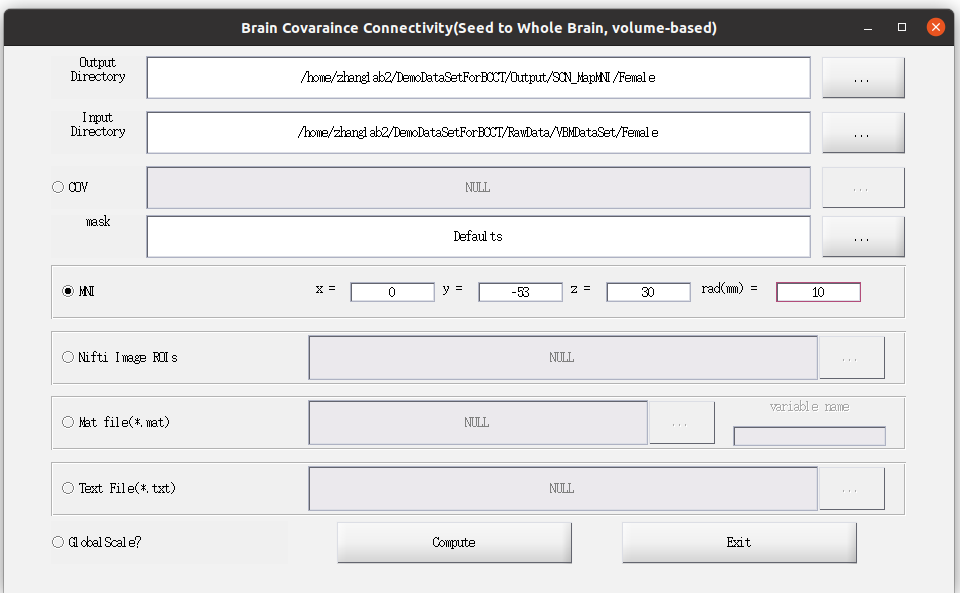 Brain Covaraince Connectivity(Seed to Whole Brain, volume-based)
Output
Directory
/home/zhanglab2/DemoDataSetForBCCT/Output/SCN_MapMNI/Female
...
Input
Directory
/home/zhanglab2/DemoDataSetForBCCT/RawData/VBMDataSet/Female
...
COV
NULL
...
mask
Defaults
...
MNI
x =
0
y =
-53
z =
30
rad(mm) =
10
Nifti Image ROIs
NULL
...
Mat file(*.mat)
NULL
...
variable name
Text File(*.txt)
NULL
...
GlobalScale?
Compute
Exit